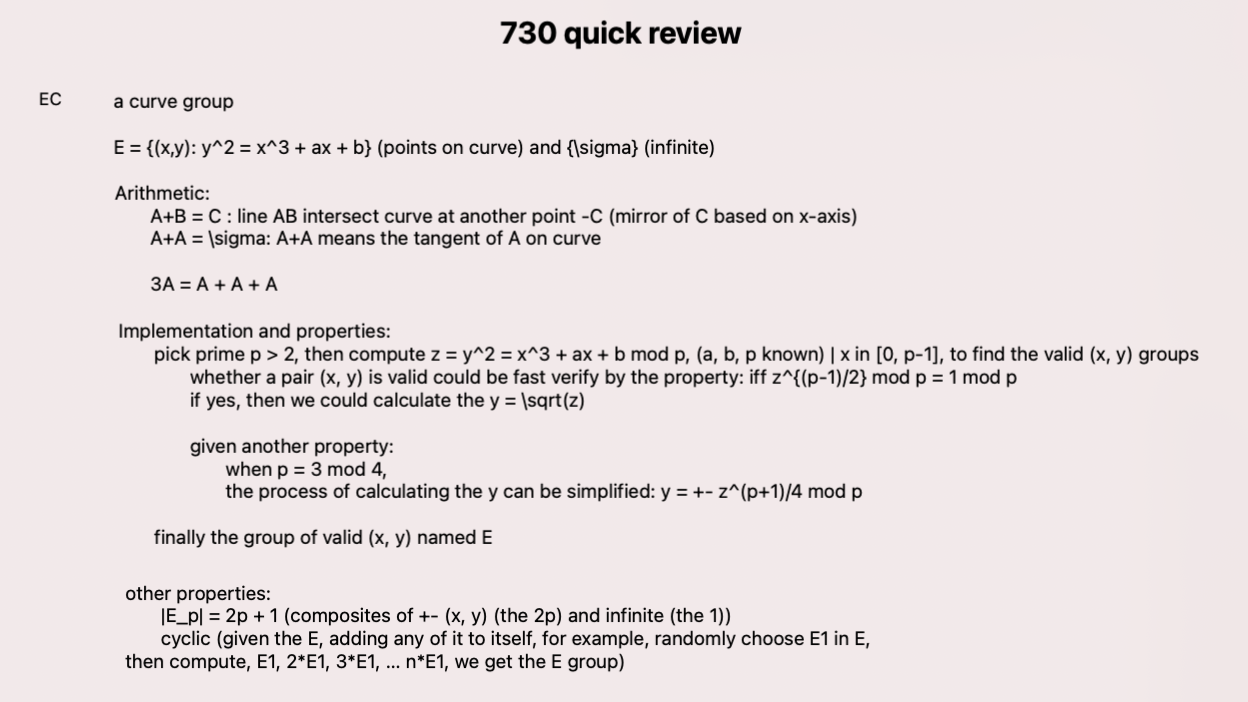 730 quick review
EC a curve group
E = {(x,y): y^2 = x^3 + ax + b} (points on curve) and {\sigma} (infinite)
Arithmetic:
A+B = C : line AB intersect curve at another point -C (mirror of C based on x-axis)
A+A = \sigma: A+A means the tangent of A on curve
3A = A + A + A
Implementation and properties:
pick prime p > 2, then compute z = y^2 = x^3 + ax + b mod p, (a, b, p known) | x in [0, p-1], to find the valid (x, y) groups
whether a pair (x, y) is valid could be fast verify by the property: iff z^{(p-1)/2} mod p = 1 mod p
if yes, then we could calculate the y = \sqrt(z)
given another property:
when p = 3 mod 4,
the process of calculating the y can be simplified: y = +- z^(p+1)/4 mod p
finally the group of valid (x, y) named E
other properties:
|E_p| = 2p + 1 (composites of +- (x, y) (the 2p) and infinite (the 1))
cyclic (given the E, adding any of it to itself, for example, randomly choose E1 in E,
then compute, E1, 2*E1, 3*E1, ... n*E1, we get the E group)